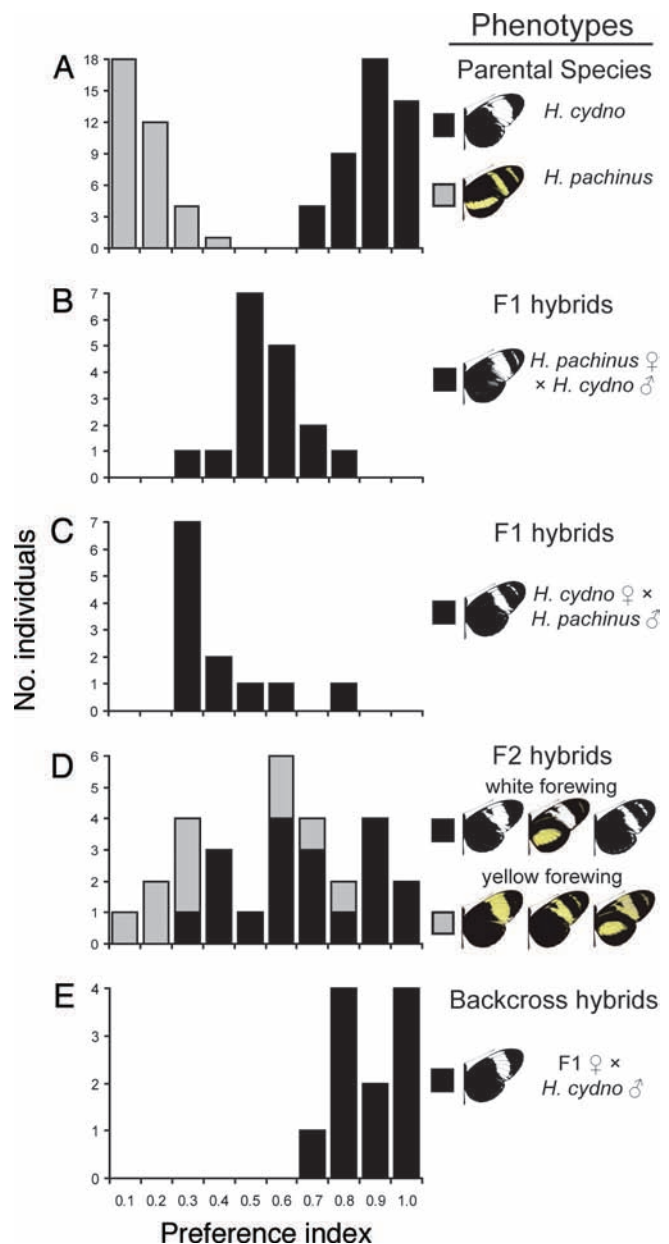 Phenotypes
A
Parental Species
18
15
12
9
6
3
0
H. cydno
H. pachinus
B
F1 hybrids
7
6
5
4
3
2
1
0
H. pachinus ♀
× H. cydno ♂
C
F1 hybrids
7
6
5
4
3
2
1
0
H. cydno ♀ ×
H. pachinus ♂
No. individuals
D
F2 hybrids
white forewing
yellow forewing
6
5
4
3
2
1
0
E
Backcross hybrids
4
3
2
1
0
F1 ♀ ×
H. cydno ♂
0.1 0.2 0.3 0.4 0.5 0.6 0.7 0.8 0.9 1.0
Preference index